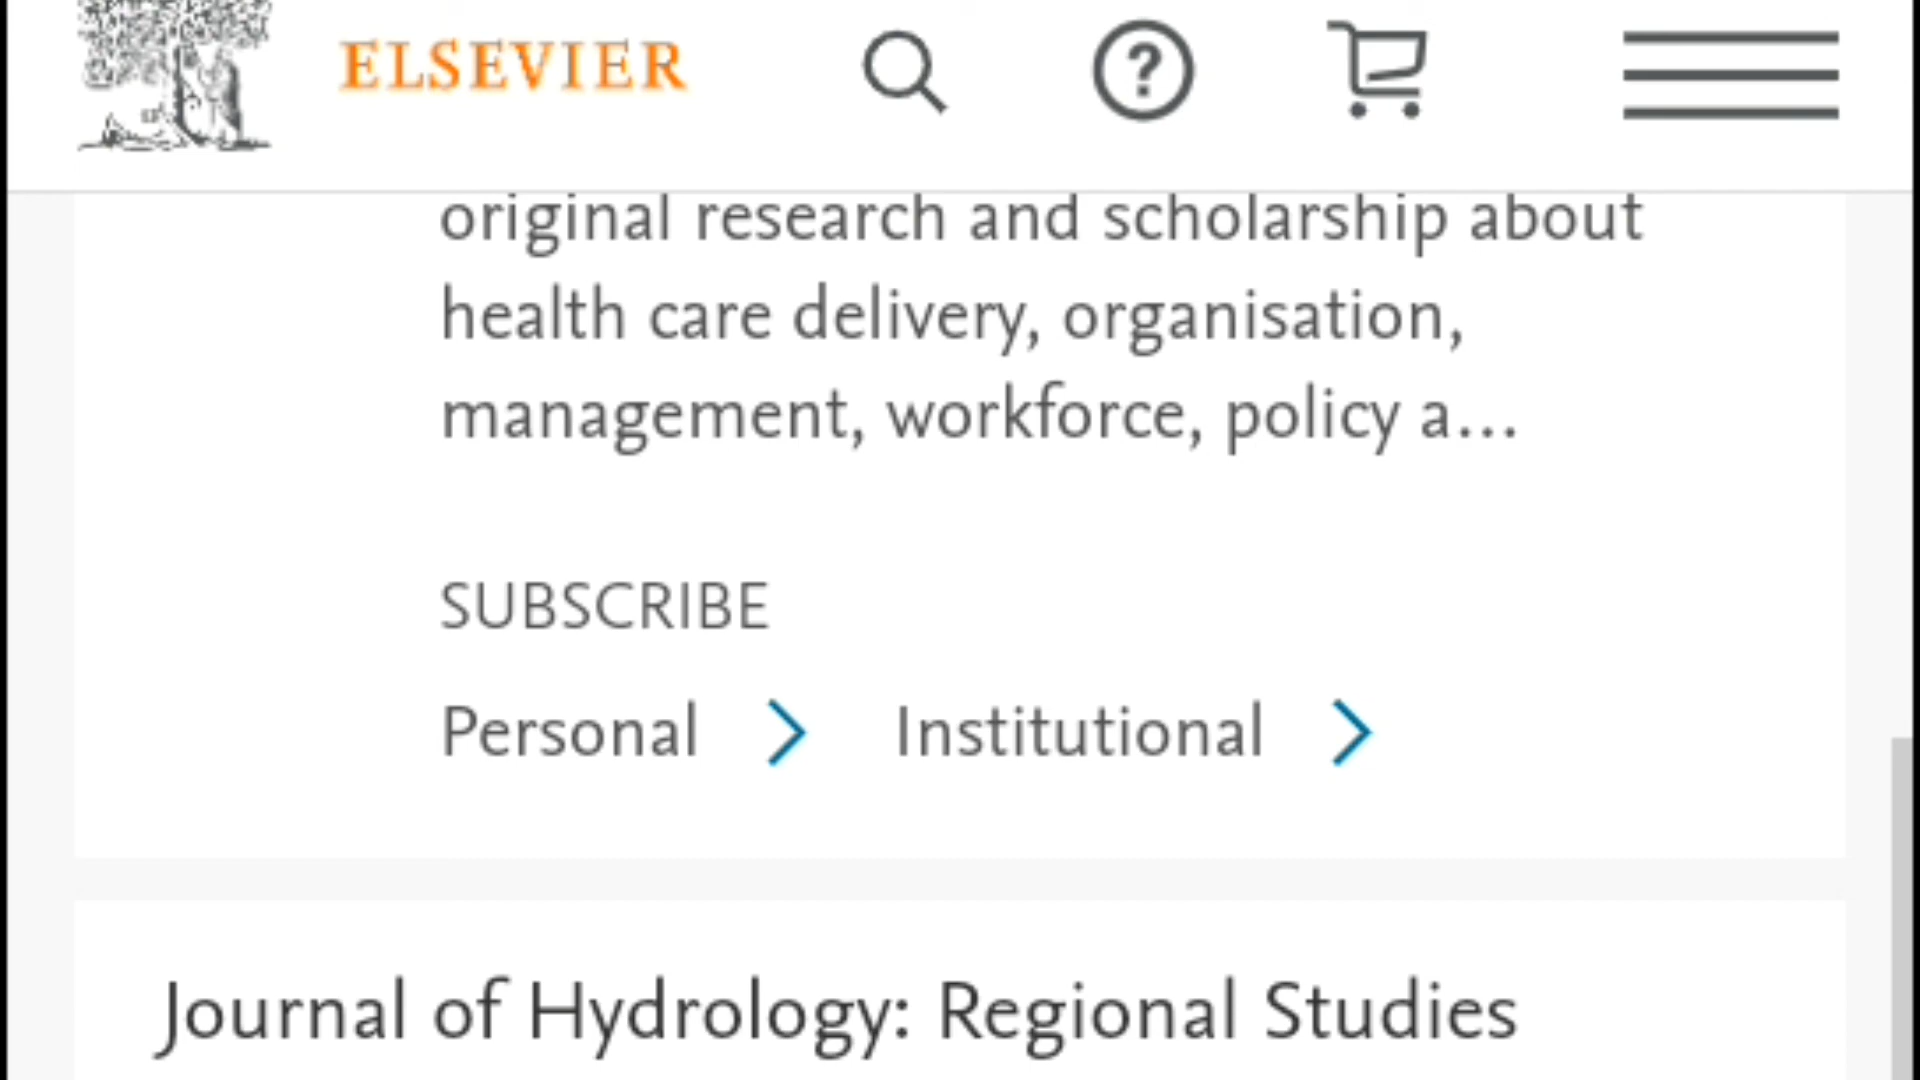 ELSEVIER
original research and scholarship about
health care delivery, organisation,
management, workforce, policy a...
SUBSCRIBE
Personal Institutional
Journal of Hydrology: Regional Studies